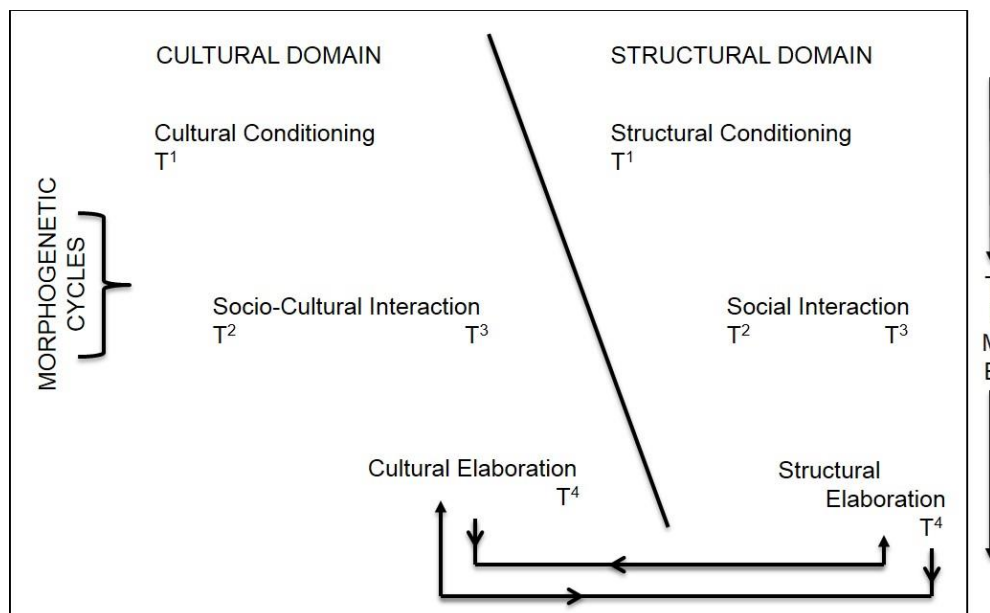 CULTURAL DOMAIN
STRUCTURAL DOMAIN
Cultural Conditioning
T¹
Structural Conditioning
T¹
MORPHOGENETIC
CYCLES
Socio-Cultural Interaction
T² T³
Social Interaction
T² T³
Cultural Elaboration
T⁴
Structural
Elaboration
T⁴